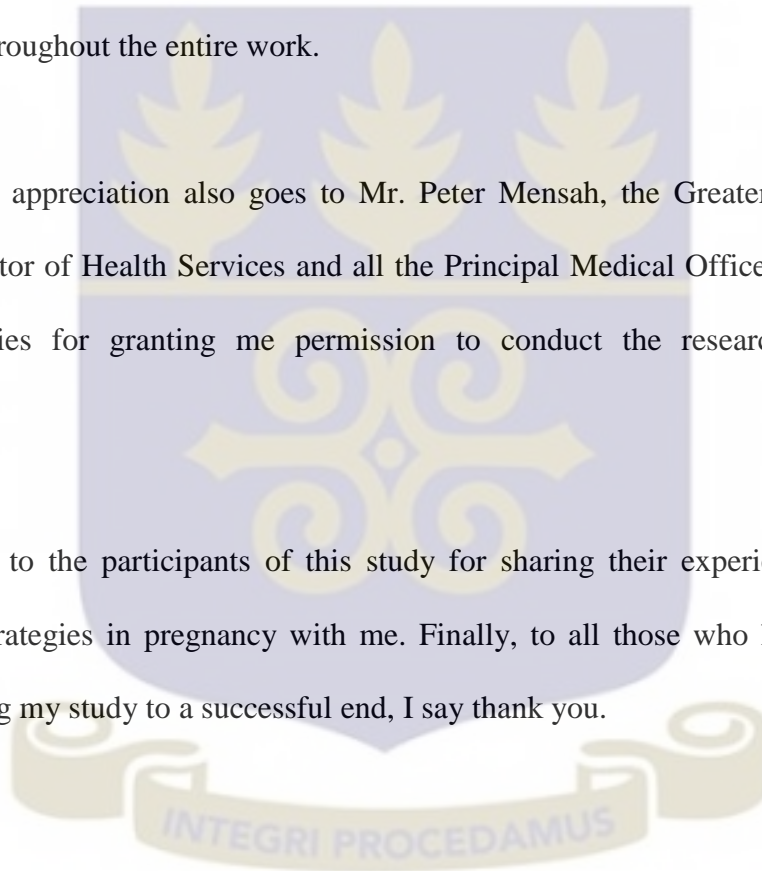 roughout the entire work.
appreciation also goes to Mr. Peter Mensah, the Greater
tor of Health Services and all the Principal Medical Office
ies for granting me permission to conduct the resear
to the participants of this study for sharing their experi
rategies in pregnancy with me. Finally, to all those who
g my study to a successful end, I say thank you.
INTEGRI PROCEDAMUS